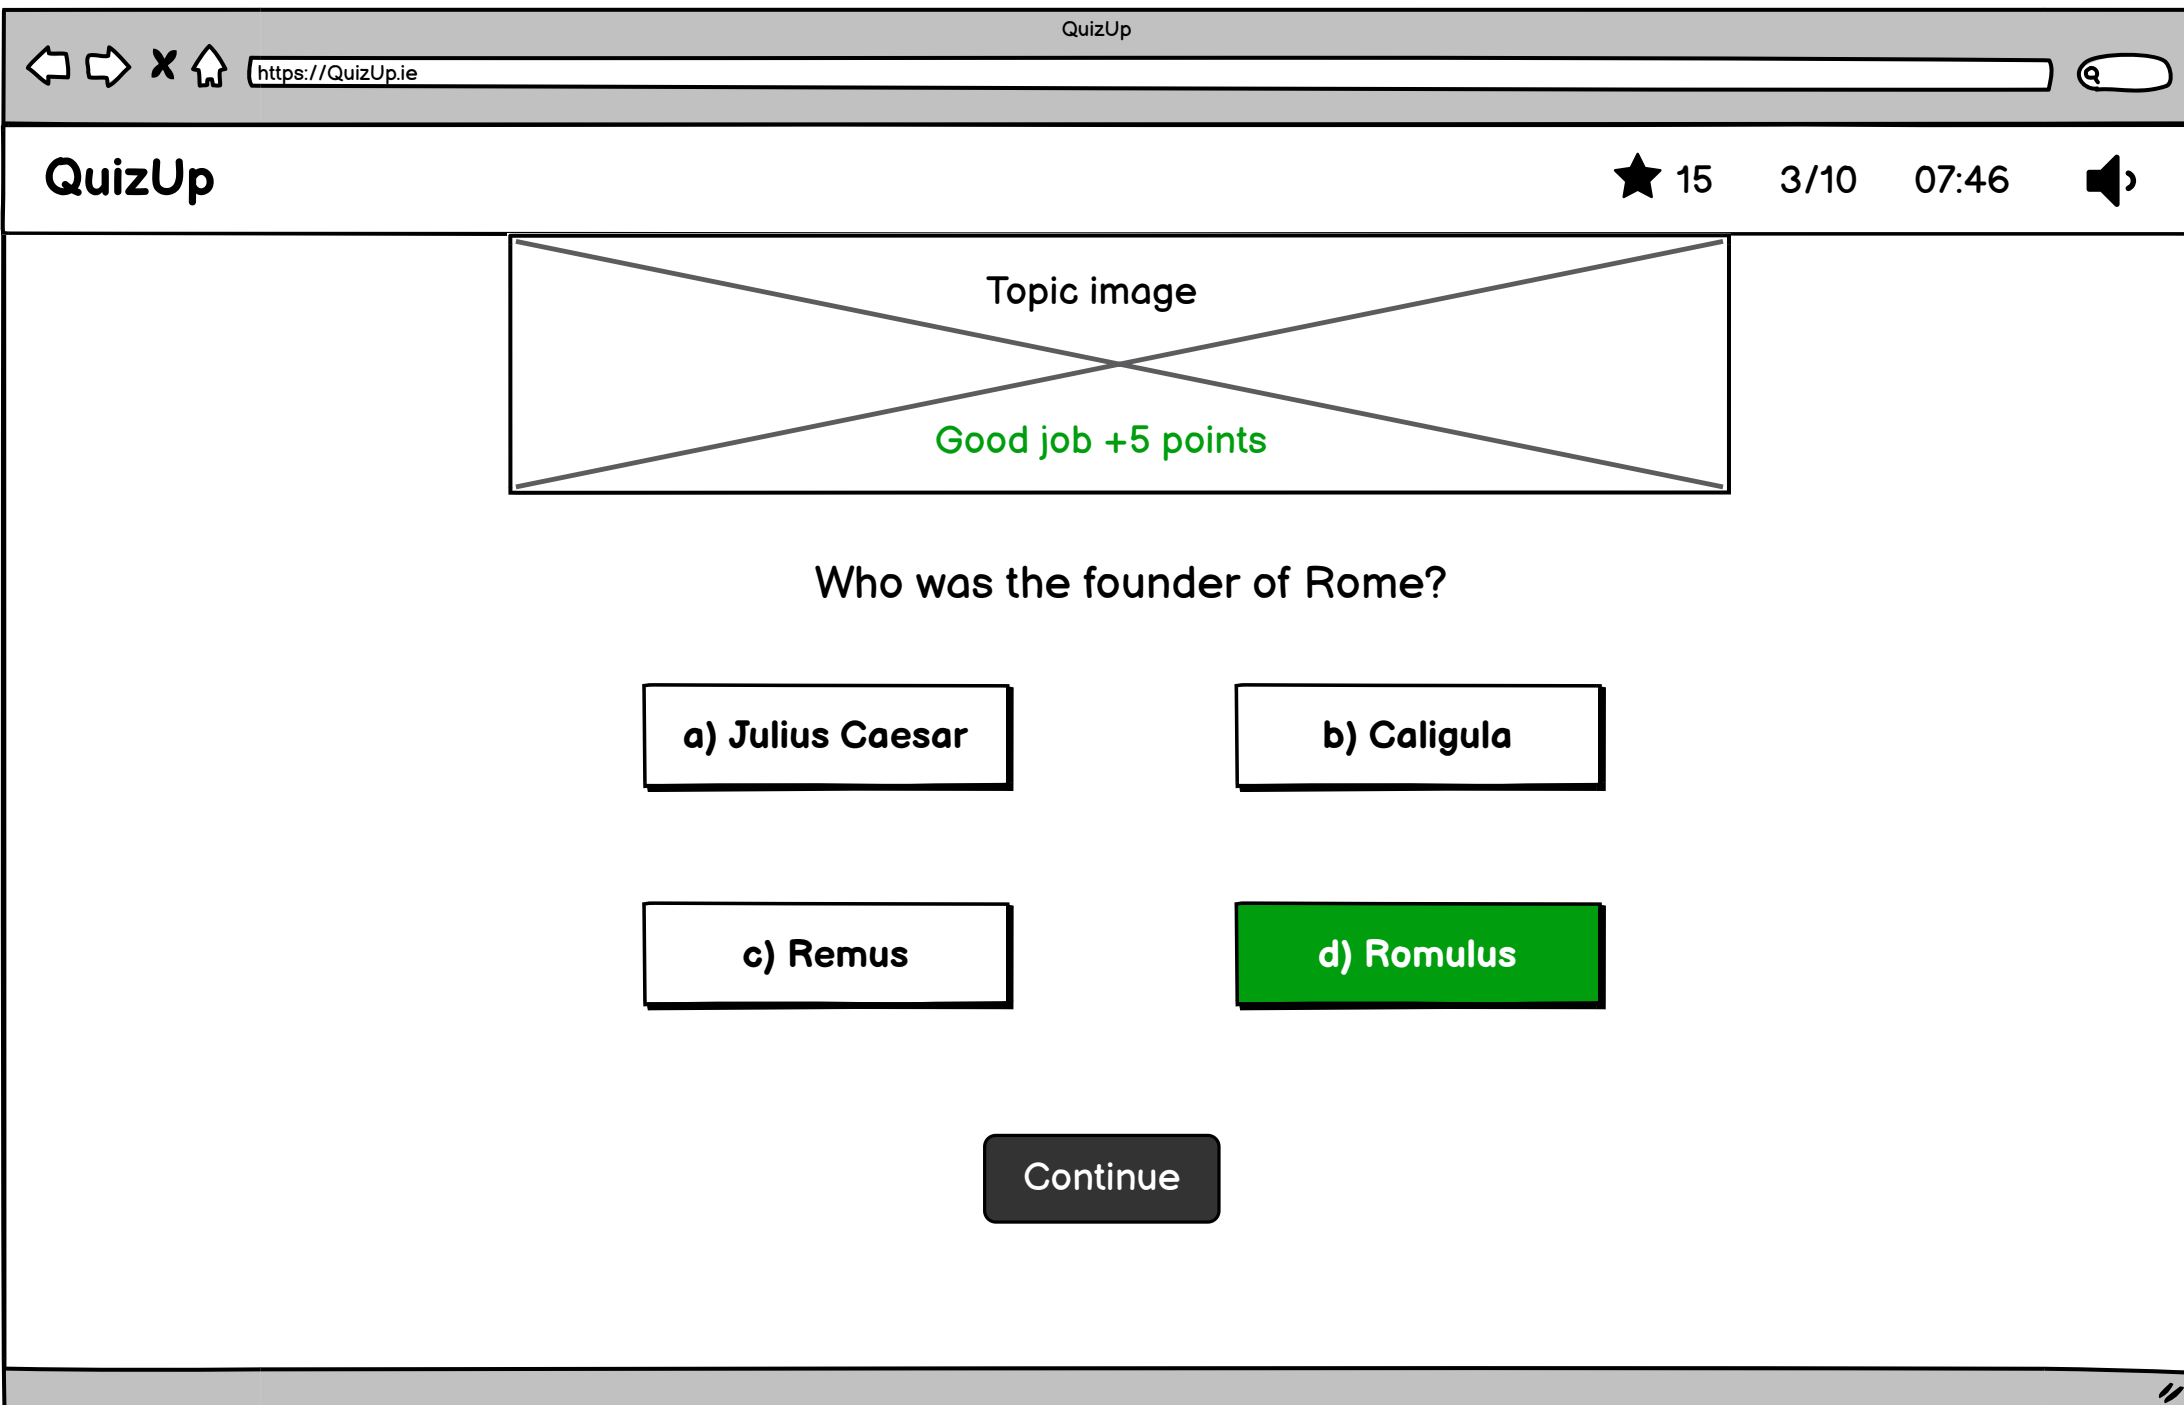 QuizUp
https://QuizUp.ie
QuizUp
15
3/10
07:46
Topic image
Good job +5 points
Who was the founder of Rome?
a) Julius Caesar
b) Caligula
c) Remus
d) Romulus
Continue